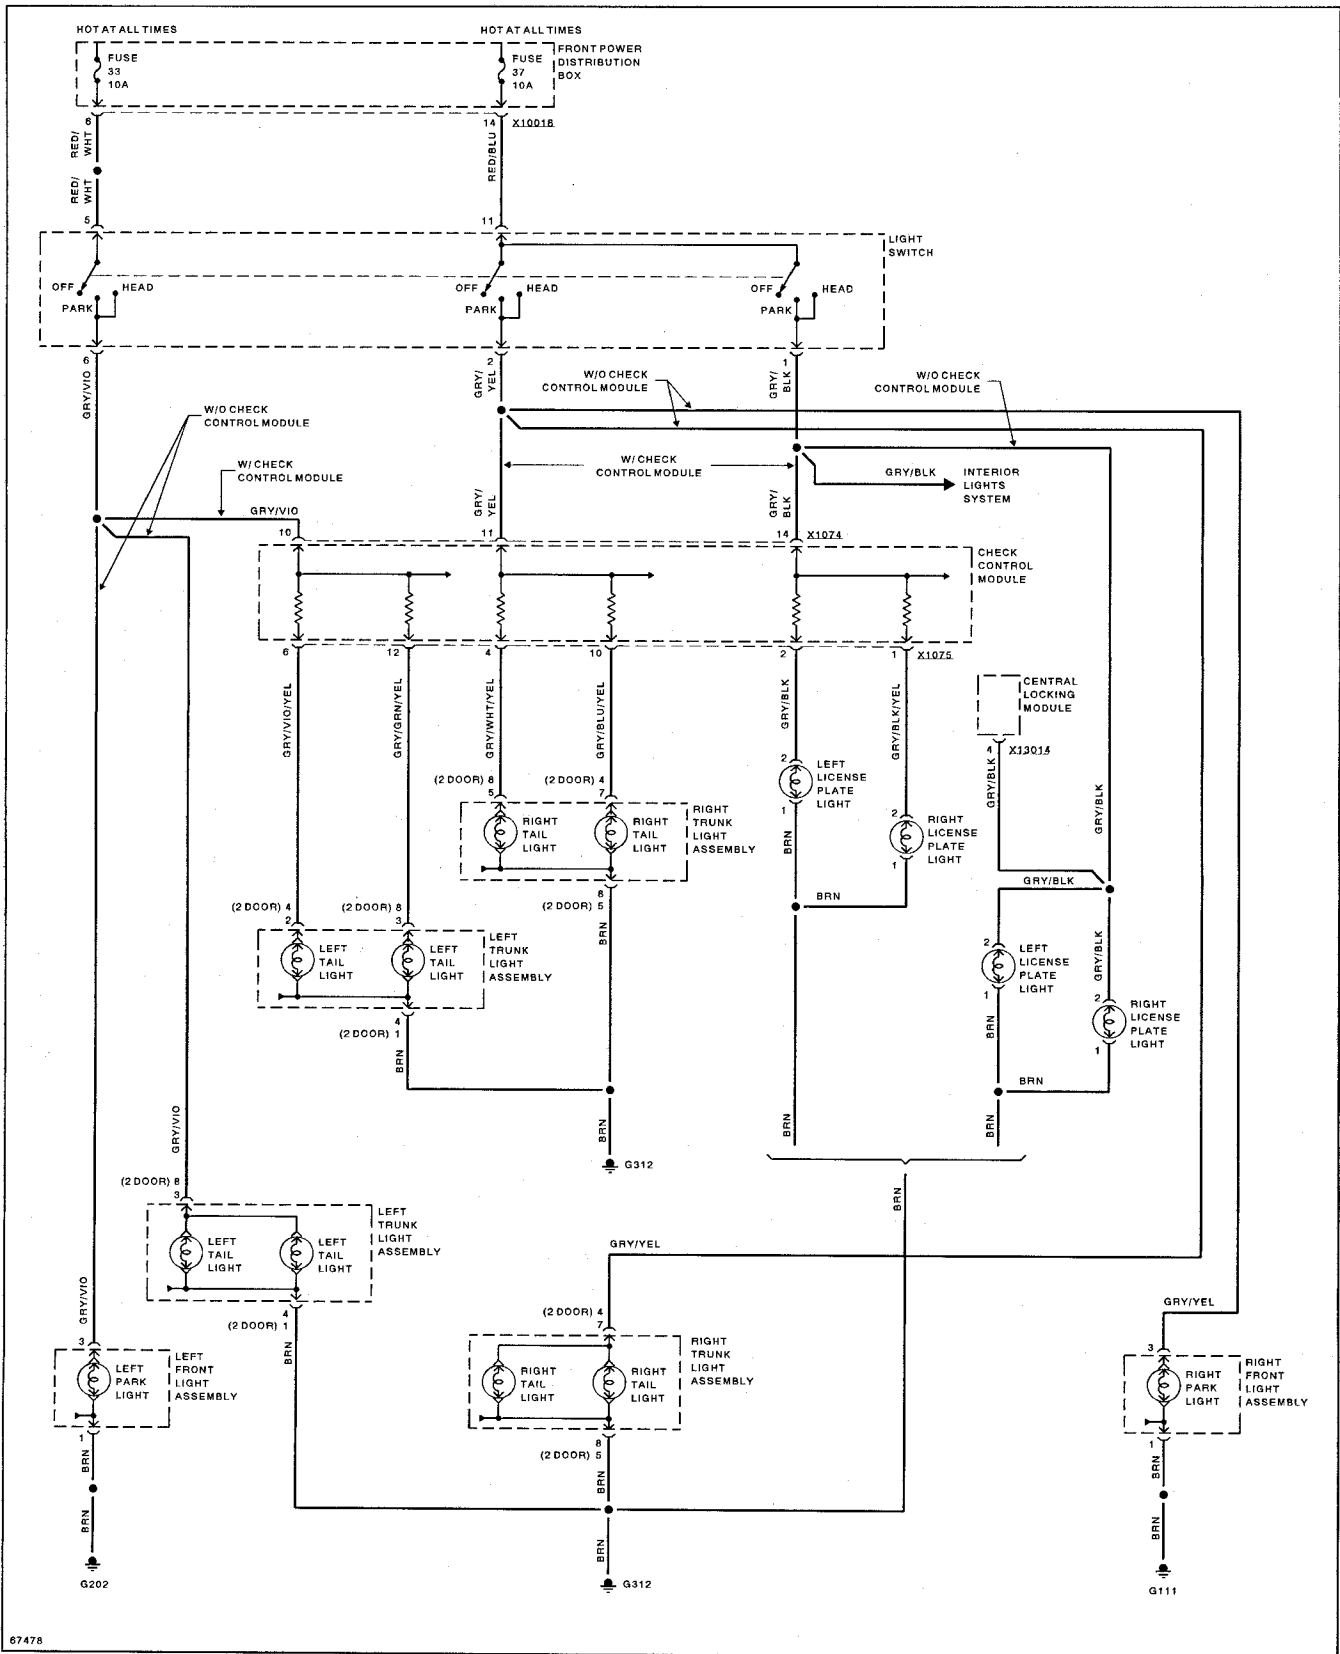 HOT AT ALL TIMES
HOT AT ALL TIMES
FUSE
33
10A
FUSE
37
10A
FRONT POWER
DISTRIBUTION
BOX
6
14
X10018
RED/
WHT
RED/BLU
RED/
WHT
5
11
LIGHT
SWITCH
OFF
HEAD
PARK
OFF
HEAD
PARK
OFF
HEAD
PARK
6
2
1
GRY/VIO
GRY/
YEL
GRY/
BLK
W/O CHECK
CONTROL MODULE
W/O CHECK
CONTROL MODULE
W/O CHECK
CONTROL MODULE
W/ CHECK
CONTROL MODULE
W/ CHECK
CONTROL MODULE
GRY/BLK
INTERIOR
LIGHTS
SYSTEM
GRY/VIO
GRY/
YEL
GRY/
BLK
10
11
14
X1074
CHECK
CONTROL
MODULE
6
12
4
10
2
1
X1075
GRY/VIO/YEL
GRY/GRN/YEL
GRY/WHT/YEL
GRY/BLU/YEL
GRY/BLK
GRY/BLK/YEL
CENTRAL
LOCKING
MODULE
4
X13014
GRY/BLK
GRY/BLK
(2 DOOR) 8
5
(2 DOOR) 4
7
RIGHT
TAIL
LIGHT
RIGHT
TAIL
LIGHT
RIGHT
TRUNK
LIGHT
ASSEMBLY
6
(2 DOOR) 5
BRN
2
LEFT
LICENSE
PLATE
LIGHT
1
BRN
2
RIGHT
LICENSE
PLATE
LIGHT
1
BRN
GRY/BLK
(2 DOOR) 4
2
(2 DOOR) 8
3
LEFT
TAIL
LIGHT
LEFT
TAIL
LIGHT
LEFT
TRUNK
LIGHT
ASSEMBLY
4
(2 DOOR) 1
BRN
2
LEFT
LICENSE
PLATE
LIGHT
1
BRN
GRY/BLK
2
RIGHT
LICENSE
PLATE
LIGHT
1
BRN
BRN
BRN
BRN
G312
GRY/VIO
BRN
(2 DOOR) 8
3
LEFT
TAIL
LIGHT
LEFT
TAIL
LIGHT
LEFT
TRUNK
LIGHT
ASSEMBLY
4
(2 DOOR) 1
BRN
GRY/YEL
GRY/VIO
GRY/YEL
(2 DOOR) 4
7
RIGHT
TAIL
LIGHT
RIGHT
TAIL
LIGHT
RIGHT
TRUNK
LIGHT
ASSEMBLY
8
(2 DOOR) 5
BRN
3
LEFT
PARK
LIGHT
LEFT
FRONT
LIGHT
ASSEMBLY
1
BRN
BRN
G202
3
RIGHT
PARK
LIGHT
RIGHT
FRONT
LIGHT
ASSEMBLY
1
BRN
BRN
G111
BRN
G312
67478